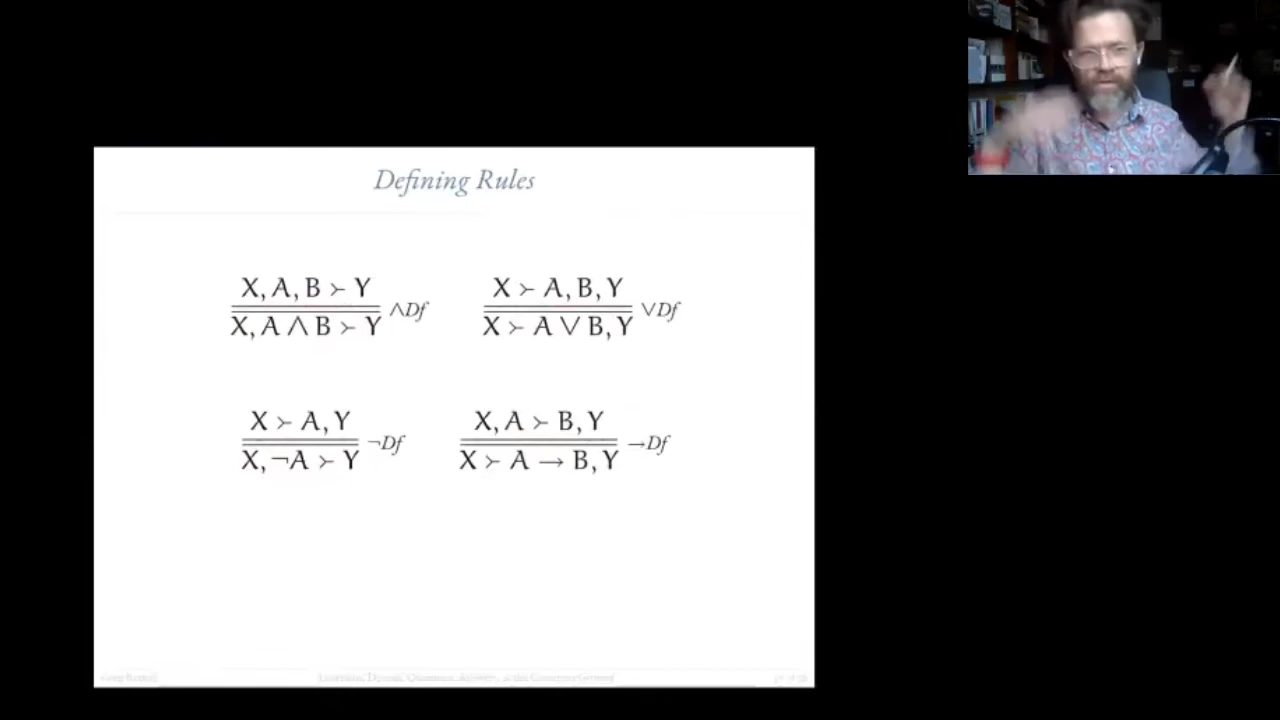 Defining Rules
X, A, B ≻ Y
X, A ∧ B ≻ Y
∧Df
X ≻ A, B, Y
X ≻ A ∨ B, Y
∨Df
X ≻ A, Y
X, ¬A ≻ Y
¬Df
X, A ≻ B, Y
X ≻ A → B, Y
→Df